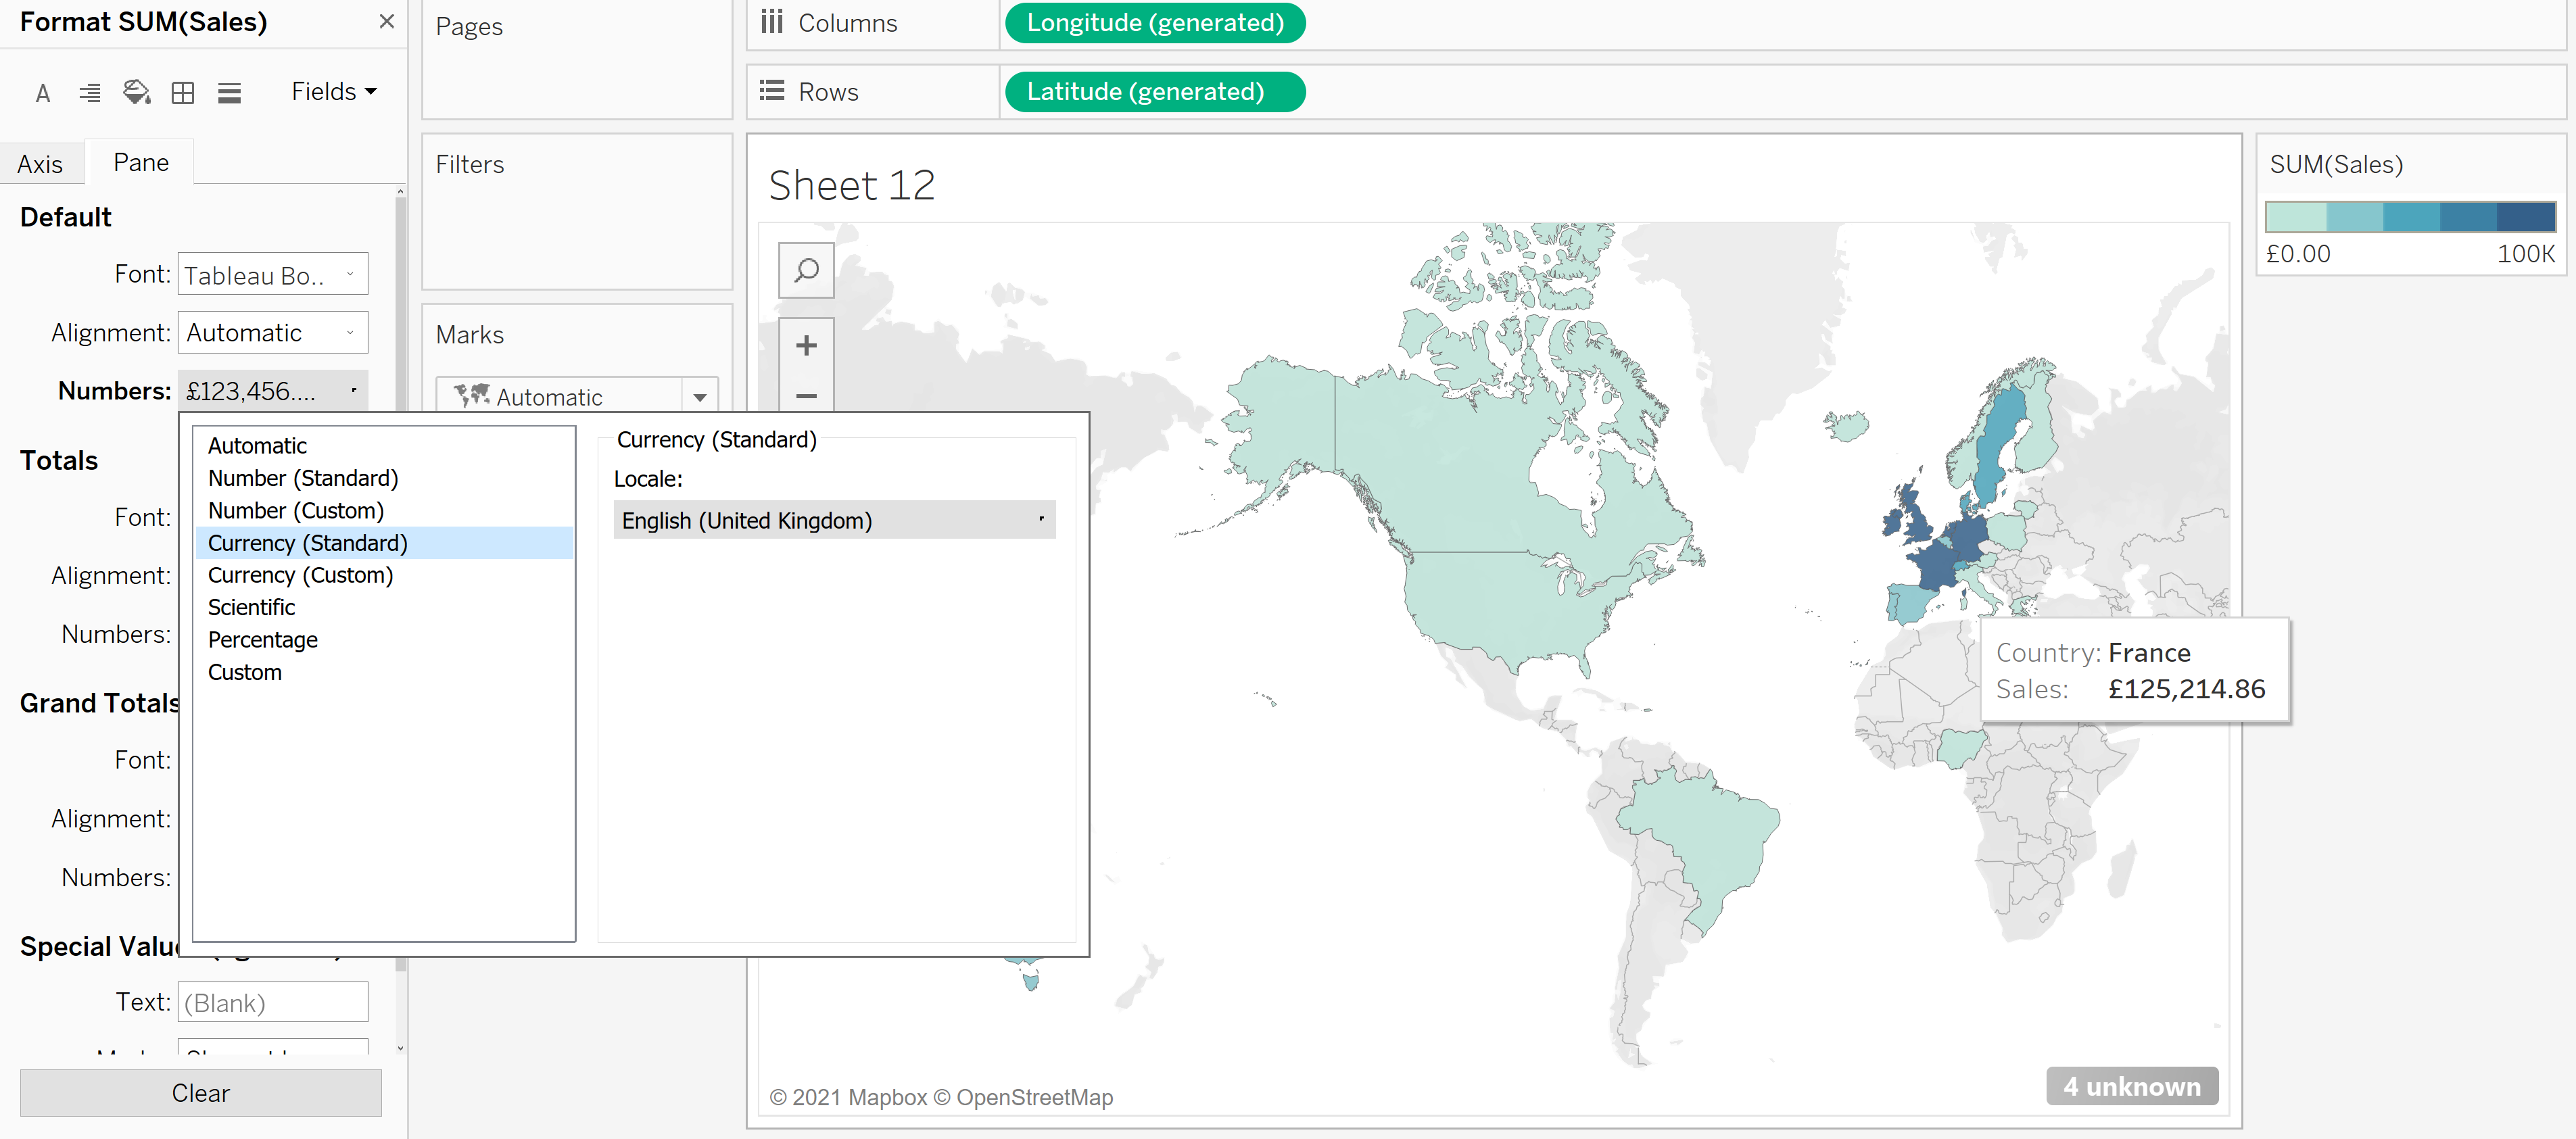 Format SUM(Sales)
Fields
Axis
Pane
Default
Font: Tableau Bo..
Alignment: Automatic
Numbers: £123,456....
Totals
Font:
Alignment:
Numbers:
Grand Totals
Font:
Alignment:
Numbers:
Special Valu
Text: (Blank)
Clear
Automatic
Number (Standard)
Number (Custom)
Currency (Standard)
Currency (Custom)
Scientific
Percentage
Custom
Currency (Standard)
Locale:
English (United Kingdom)
Pages
Filters
Marks
Automatic
Columns
Longitude (generated)
Rows
Latitude (generated)
Sheet 12
Country: France
Sales: £125,214.86
© 2021 Mapbox © OpenStreetMap
4 unknown
SUM(Sales)
£0.00 100K